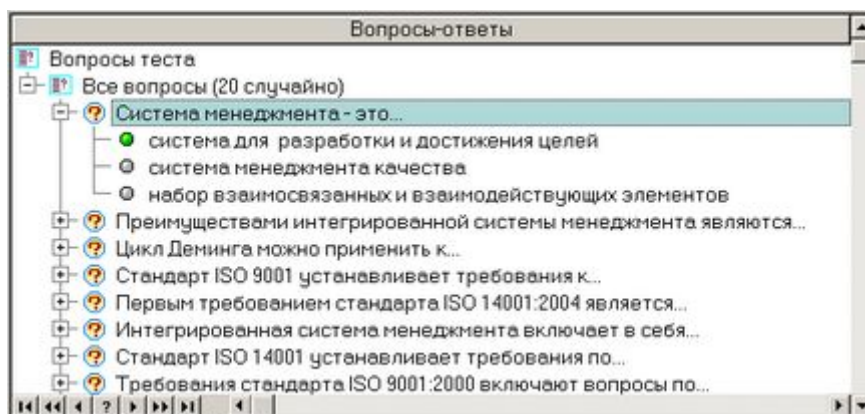 Вопросы-ответы
Вопросы теста
Все вопросы (20 случайно)
Система менеджмента - это...
система для разработки и достижения целей
система менеджмента качества
набор взаимосвязанных и взаимодействующих элементов
Преимуществами интегрированной системы менеджмента являются...
Цикл Деминга можно применить к...
Стандарт ISO 9001 устанавливает требования к...
Первым требованием стандарта ISO 14001:2004 является...
Интегрированная система менеджмента включает в себя...
Стандарт ISO 14001 устанавливает требования по...
Требования стандарта ISO 9001:2000 включают вопросы по...